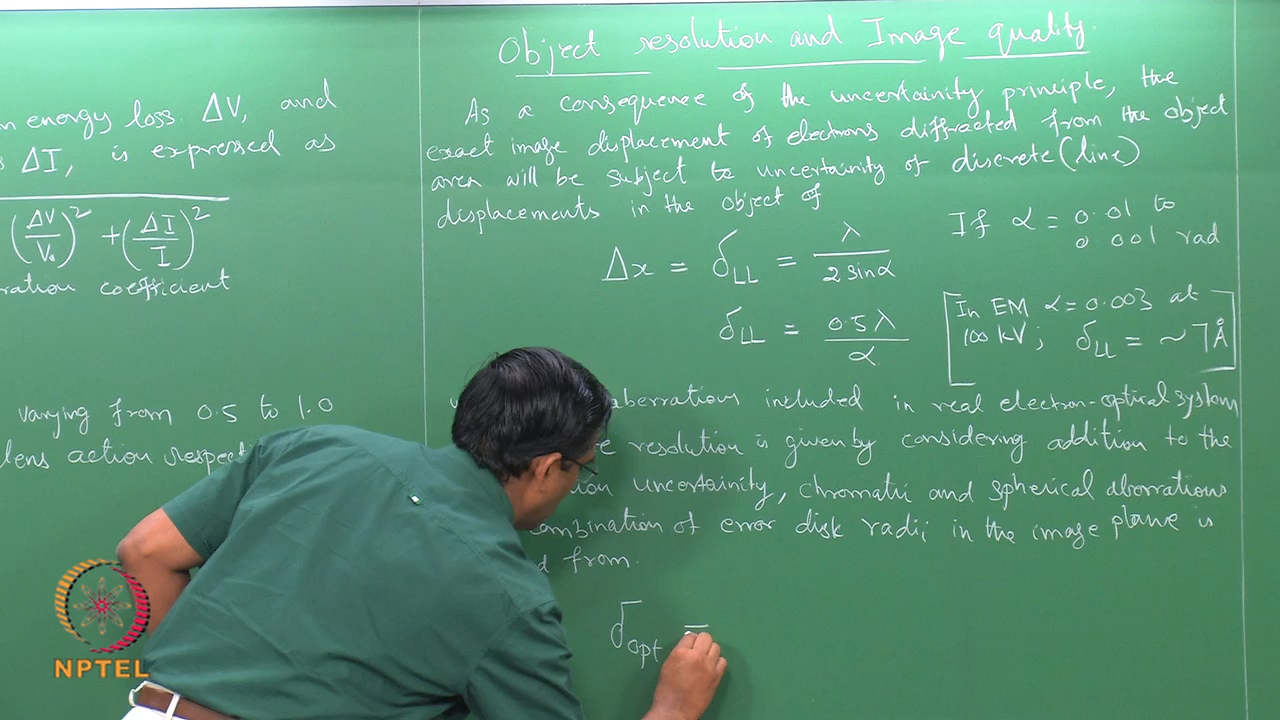 n energy loss. ΔV, and
s ΔI, is expressed as
(ΔV/V₀)² + (ΔI/I)²
ration coefficient
varying from 0.5 to 1.0
lens action respect
Object resolution and Image quality.
As a consequence of the uncertainity principle, the
exact image displacement of electrons diffracted from the object
area will be subject to uncertainity of discrete (line)
displacements in the object of
Δx = δLL = λ / 2 sinα
If α = 0.01 to
0.001 rad
δLL = 0.5 λ / α
[In EM α = 0.003 at
100 kV; δLL = ~ 7 Å]
aberrations included in real electron-optical system
resolution is given by considering addition to the
uncertainity, chromatic and spherical aberrations
combination of error disk radii in the image plane is
d from.
δopt =
NPTEL